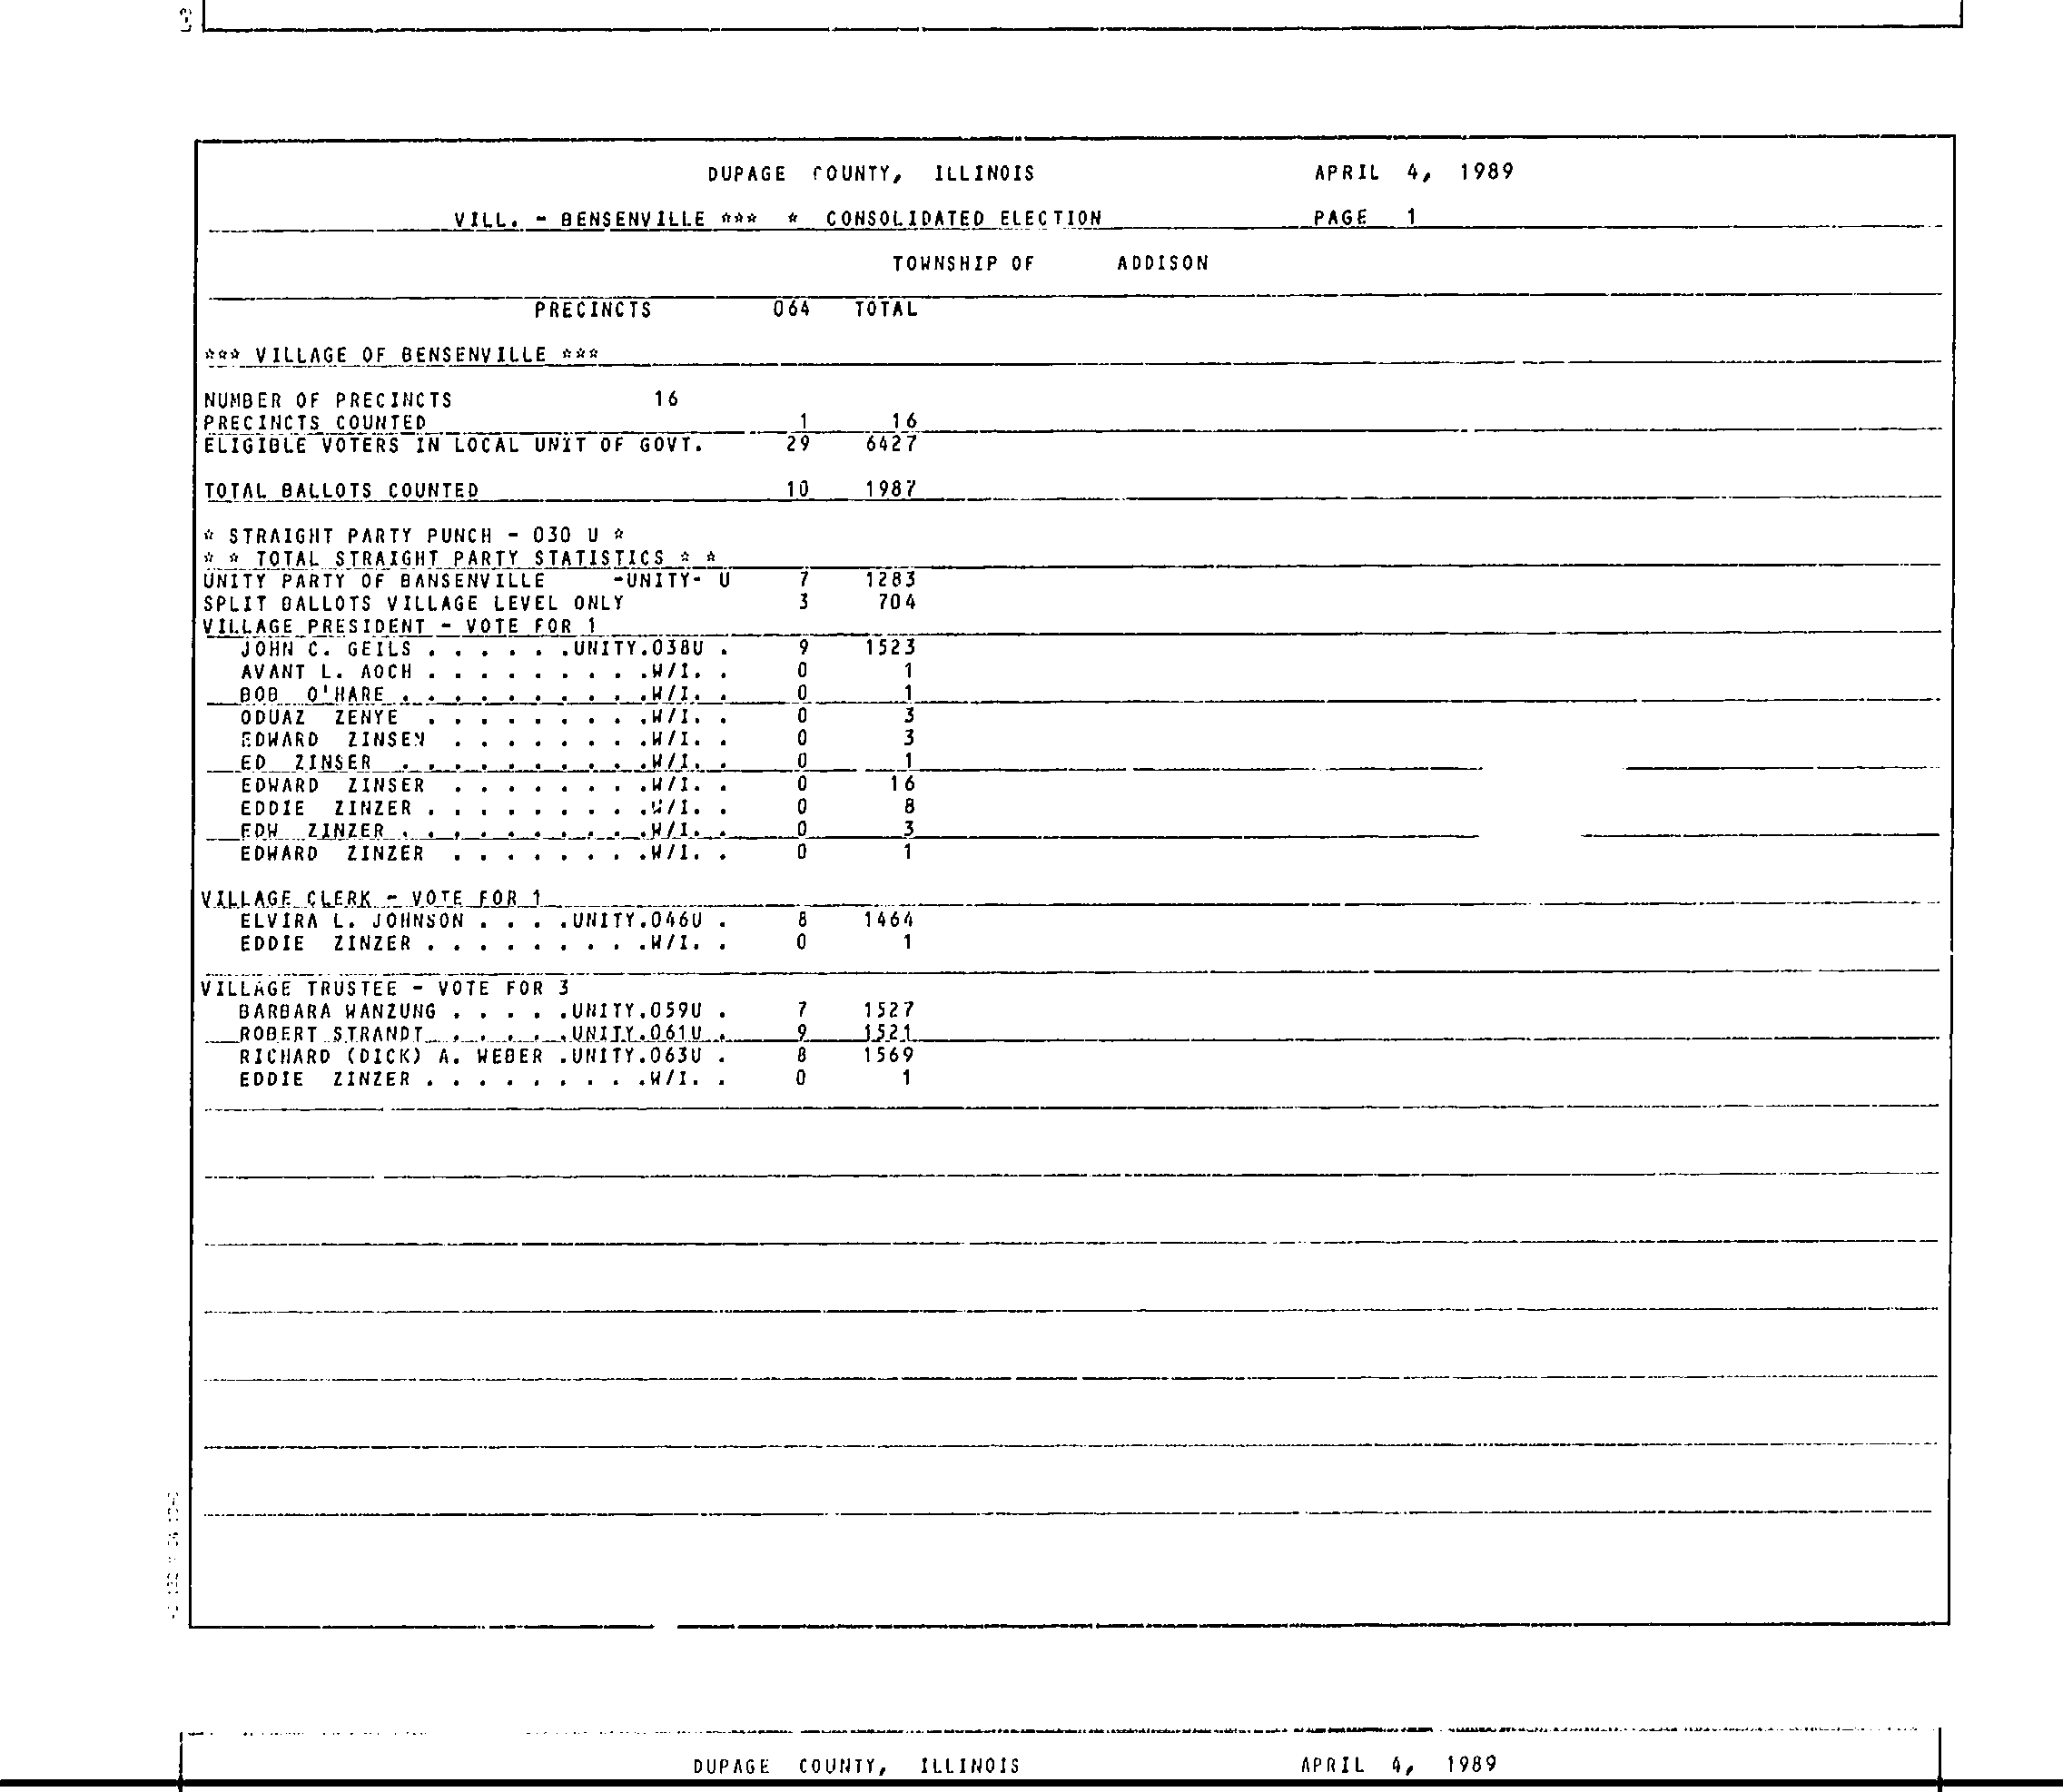 DUPAGE COUNTY, ILLINOIS APRIL 4, 1989
VILL. - BENSENVILLE *** * CONSOLIDATED ELECTION PAGE 1
TOWNSHIP OF ADDISON
PRECINCTS 064 TOTAL
*** VILLAGE OF BENSENVILLE ***
NUMBER OF PRECINCTS 16
PRECINCTS COUNTED 1 16
ELIGIBLE VOTERS IN LOCAL UNIT OF GOVT. 29 6427
TOTAL BALLOTS COUNTED 10 1987
* STRAIGHT PARTY PUNCH - 030 U *
* * TOTAL STRAIGHT PARTY STATISTICS * *
UNITY PARTY OF BANSENVILLE -UNITY- U 7 1283
SPLIT BALLOTS VILLAGE LEVEL ONLY 3 704
VILLAGE PRESIDENT - VOTE FOR 1
JOHN C. GEILS . . . . . .UNITY.038U . 9 1523
AVANT L. AOCH . . . . . . . . .W/I. . 0 1
BOB O'HARE . . . . . . . . . .W/I. . 0 1
ODUAZ ZENYE . . . . . . . . .W/I. . 0 3
EDWARD ZINSEN . . . . . . . .W/I. . 0 3
ED ZINSER . . . . . . . . . .W/I. . 0 1
EDWARD ZINSER . . . . . . . .W/I. . 0 16
EDDIE ZINZER . . . . . . . . .W/I. . 0 8
EDW ZINZER . . . . . . . . . .W/I. . 0 3
EDWARD ZINZER . . . . . . . .W/I. . 0 1
VILLAGE CLERK - VOTE FOR 1
ELVIRA L. JOHNSON . . . .UNITY.046U . 8 1464
EDDIE ZINZER . . . . . . . . .W/I. . 0 1
VILLAGE TRUSTEE - VOTE FOR 3
BARBARA WANZUNG . . . . .UNITY.059U . 7 1527
ROBERT STRANDT . . . . . .UNITY.061U . 9 1521
RICHARD (DICK) A. WEBER .UNITY.063U . 8 1569
EDDIE ZINZER . . . . . . . . .W/I. . 0 1
DUPAGE COUNTY, ILLINOIS APRIL 4, 1989